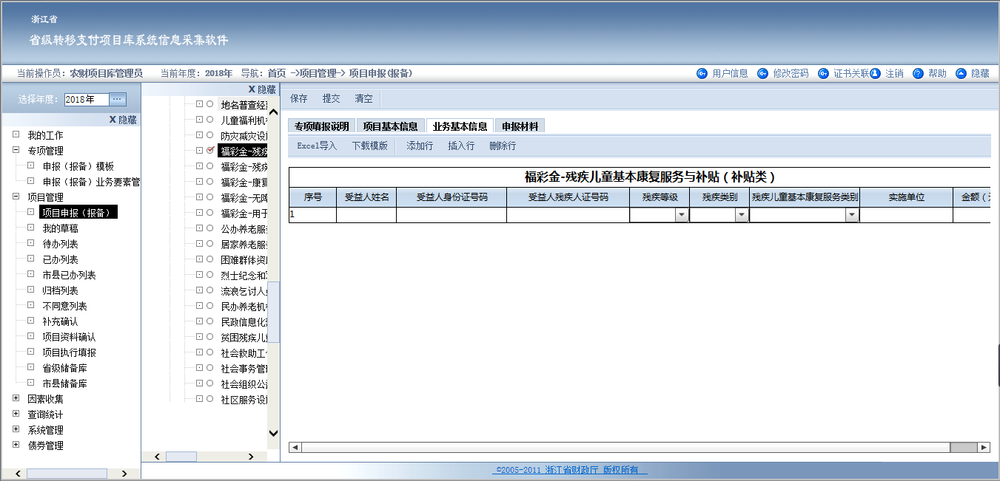 浙江省
省级转移支付项目库系统信息采集软件
当前操作员: 农财项目库管理员 当前年度: 2018年 导航: 首页 ->项目管理-> 项目申报(报备) 用户信息 修改密码 证书关联 注销 帮助 隐藏
选择年度: 2018年
X 隐藏
我的工作
专项管理
申报（报备）模板
申报（报备）业务要素管
项目管理
项目申报（报备）
我的草稿
待办列表
已办列表
市县已办列表
归档列表
不同意列表
补充确认
项目资料确认
项目执行填报
省级储备库
市县储备库
因素收集
查询统计
系统管理
债券管理
X 隐藏
地名普查经
儿童福利机
防灾减灾设
福彩金-残疾
福彩金-残疾
福彩金-康复
福彩金-无障
福彩金-用于
公办养老服
居家养老服
困难群体资
烈士纪念和
流浪乞讨人
民办养老机
民政信息化
贫困残疾儿
社会救助工
社会事务管
社会组织公
社区服务设
保存 提交 清空
专项填报说明 项目基本信息 业务基本信息 申报材料
Excel导入 下载模版 添加行 插入行 删除行
福彩金-残疾儿童基本康复服务与补贴（补贴类）
序号 受益人姓名 受益人身份证号码 受益人残疾人证号码 残疾等级 残疾类别 残疾儿童基本康复服务类别 实施单位 金额（
1
©2005-2011 浙江省财政厅 版权所有